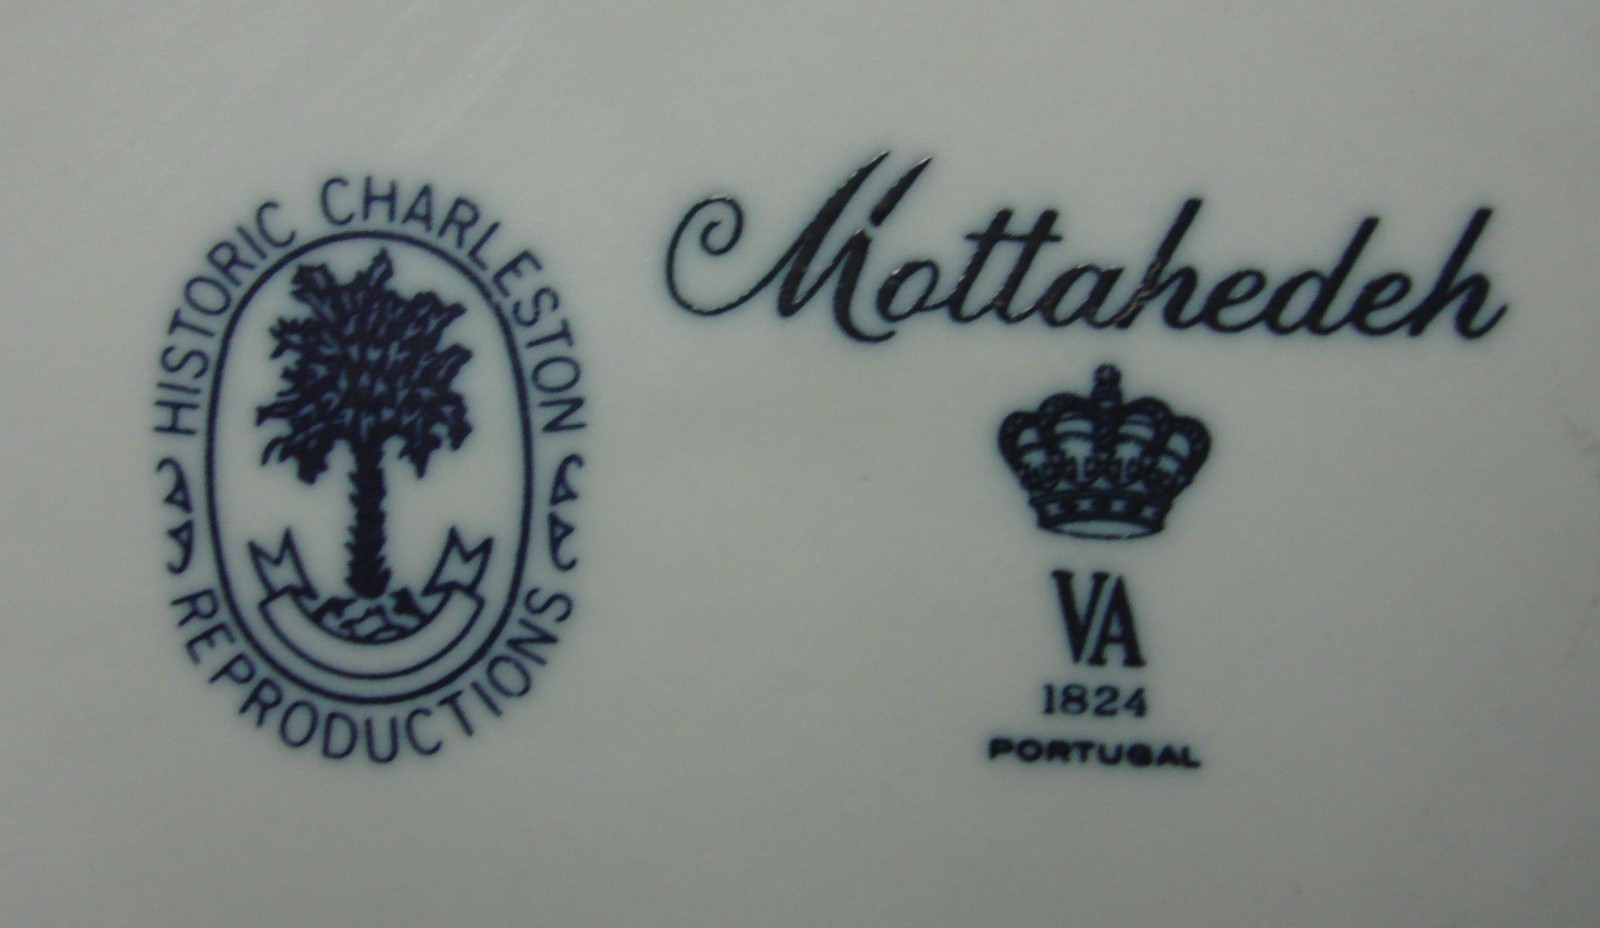 HISTORIC CHARLESTON
REPRODUCTIONS
Mottahedeh
VA
1824
PORTUGAL